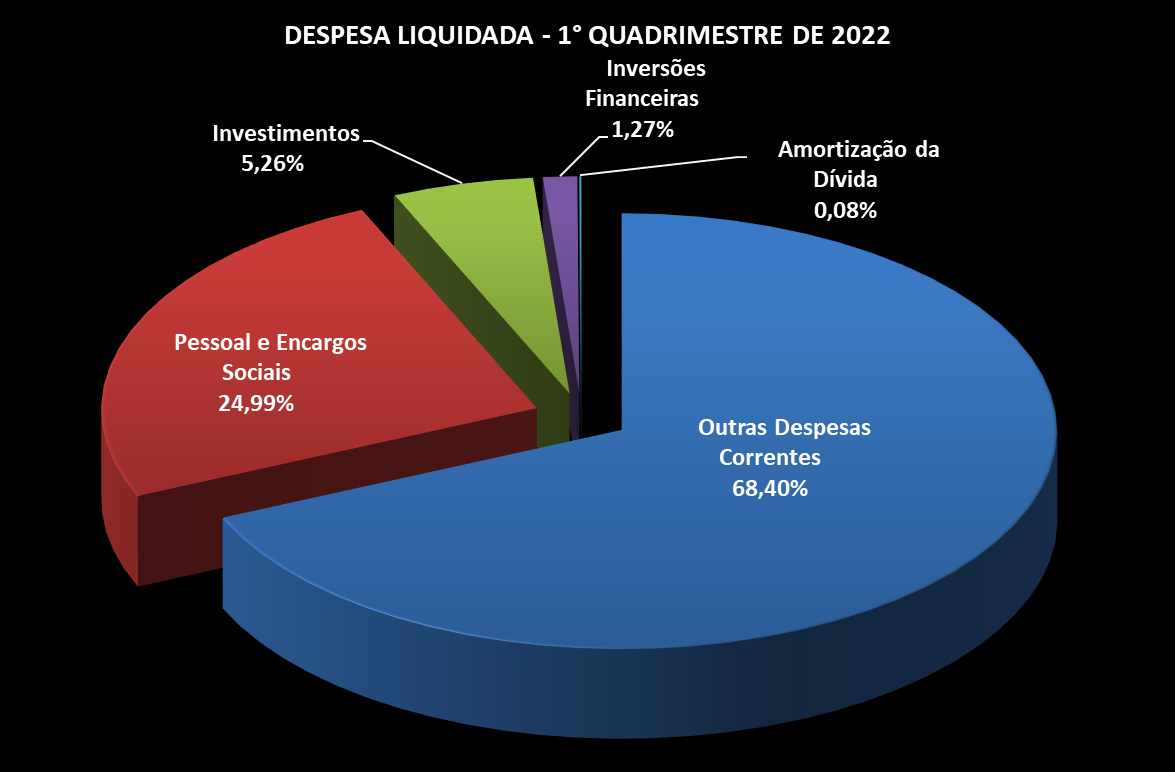 DESPESA LIQUIDADA - 1° QUADRIMESTRE DE 2022
Inversões
Financeiras
1,27%
Investimentos
5,26%
Amortização da
Dívida
0,08%
Pessoal e Encargos
Sociais
24,99%
Outras Despesas
Correntes
68,40%